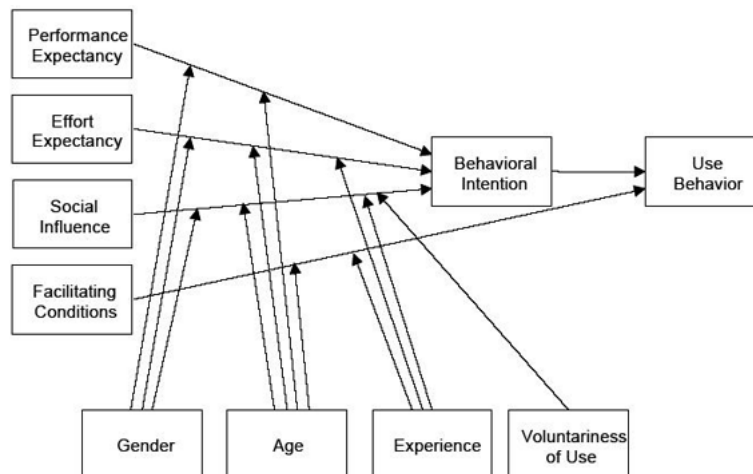 Performance
Expectancy
Effort
Expectancy
Social
Influence
Facilitating
Conditions
Behavioral
Intention
Use
Behavior
Gender
Age
Experience
Voluntariness
of Use